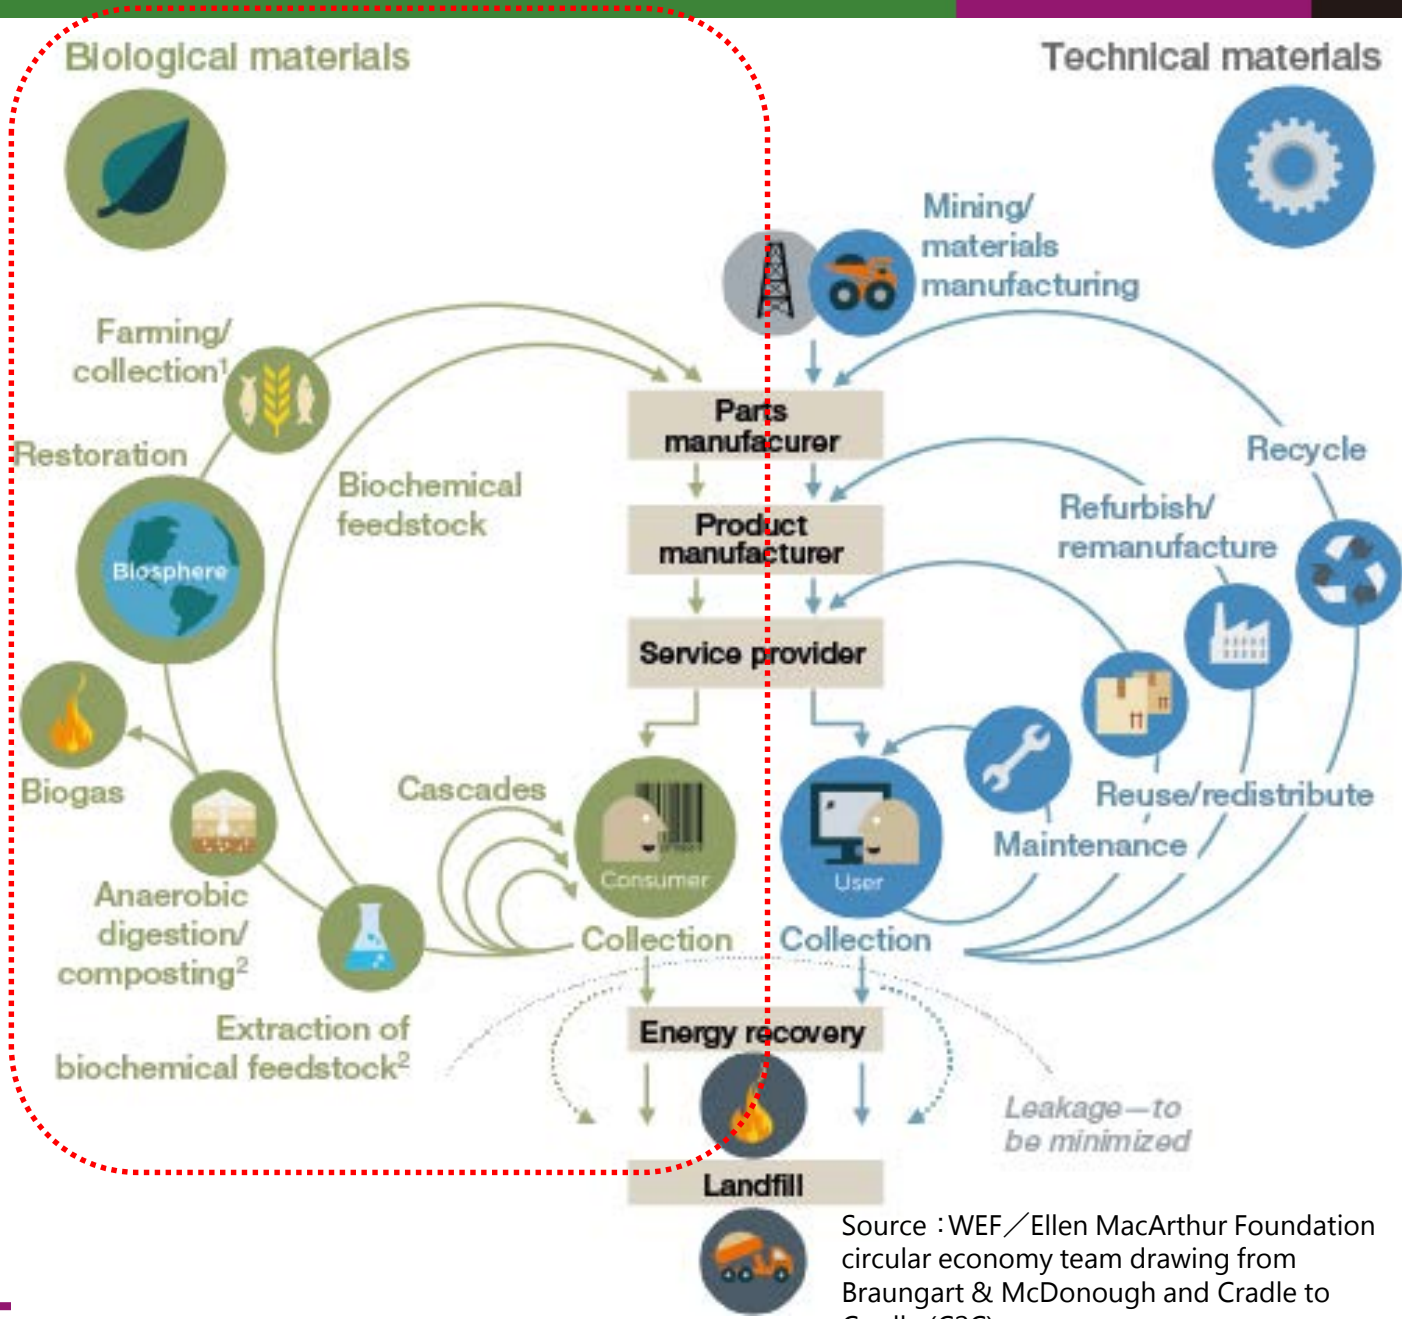 Biological materials
Technical materials
Mining/
materials
manufacturing
Farming/
collection¹
Parts
manufacurer
Recycle
Restoration
Biochemical
feedstock
Refurbish/
remanufacture
Product
manufacturer
Biosphere
Service provider
Biogas
Cascades
Reuse/redistribute
Maintenance
Consumer
User
Anaerobic
digestion/
composting²
Collection
Collection
Extraction of
biochemical feedstock²
Energy recovery
Leakage—to
be minimized
Landfill
Source：WEF／Ellen MacArthur Foundation
circular economy team drawing from
Braungart & McDonough and Cradle to